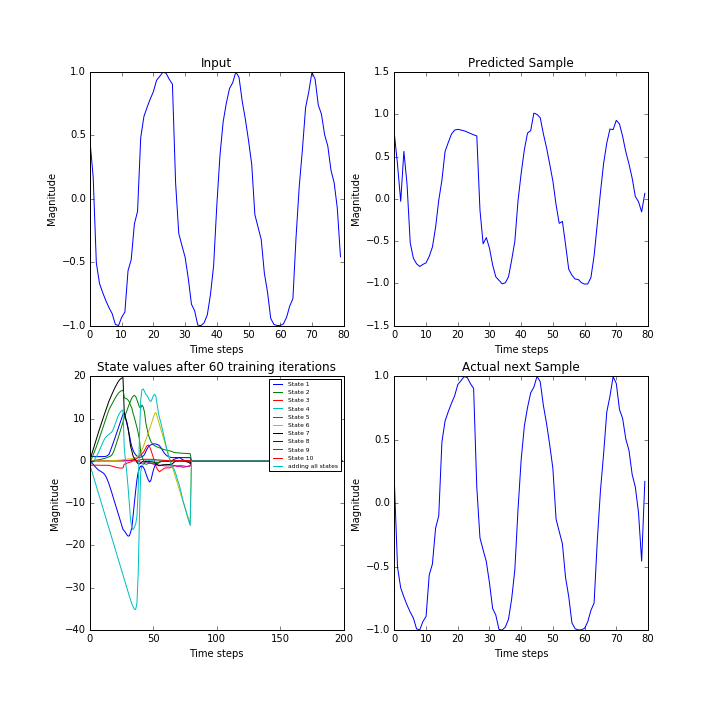 Input
1.0
0.5
0.0
−0.5
−1.0
0 10 20 30 40 50 60 70 80
Magnitude
Time steps
Predicted Sample
1.5
1.0
0.5
0.0
−0.5
−1.0
−1.5
0 10 20 30 40 50 60 70 80
Magnitude
Time steps
State values after 60 training iterations
20
10
0
−10
−20
−30
−40
0 50 100 150 200
Magnitude
Time steps
State 1
State 2
State 3
State 4
State 5
State 6
State 7
State 8
State 9
State 10
adding all states
Actual next Sample
1.0
0.5
0.0
−0.5
−1.0
0 10 20 30 40 50 60 70 80
Magnitude
Time steps